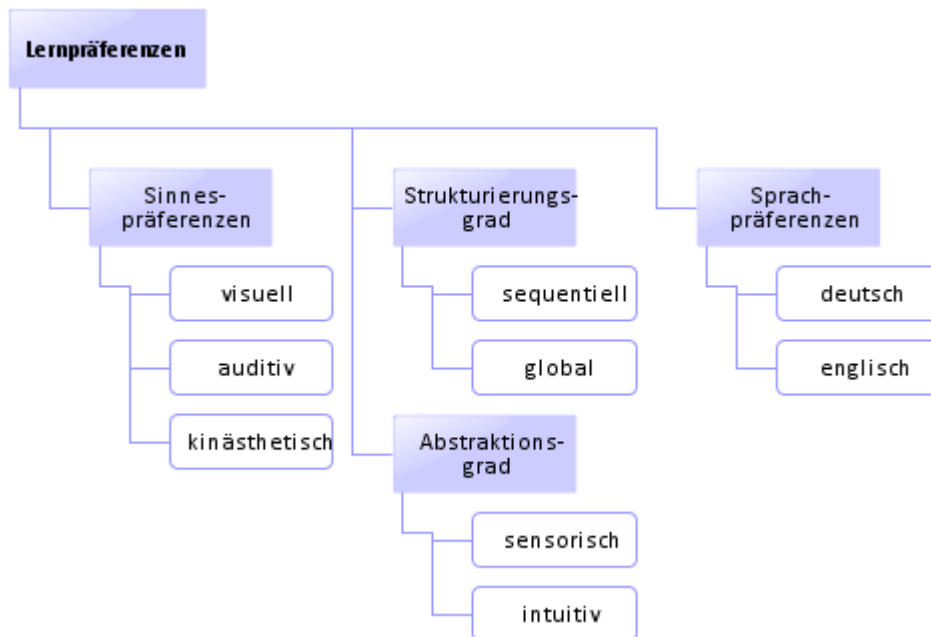 Lernpräferenzen
Sinnes-
präferenzen
visuell
auditiv
kinästhetisch
Strukturierungs-
grad
sequentiell
global
Abstraktions-
grad
sensorisch
intuitiv
Sprach-
präferenzen
deutsch
englisch